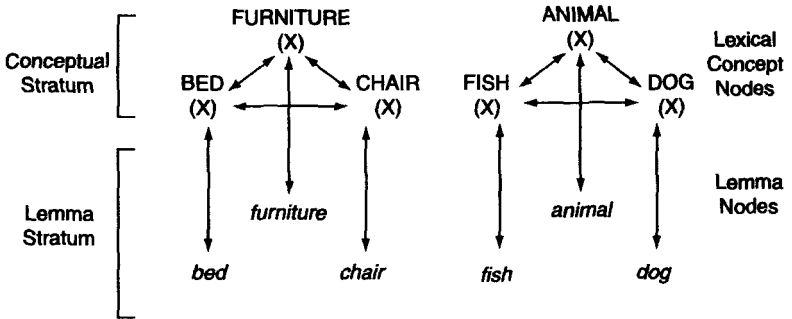 FURNITURE
(X)
ANIMAL
(X)
Conceptual
Stratum
Lexical
Concept
Nodes
BED
(X)
CHAIR
(X)
FISH
(X)
DOG
(X)
Lemma
Stratum
Lemma
Nodes
furniture
animal
bed
chair
fish
dog